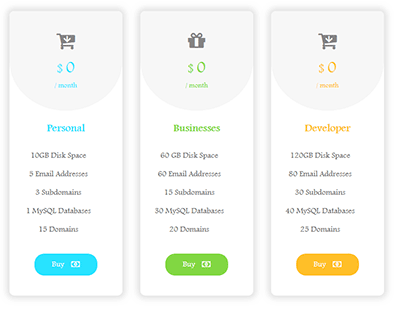 $ 0
/ month
Personal
10GB Disk Space
5 Email Addresses
3 Subdomains
1 MySQL Databases
15 Domains
Buy
$ 0
/ month
Businesses
60 GB Disk Space
60 Email Addresses
15 Subdomains
30 MySQL Databases
20 Domains
Buy
$ 0
/ month
Developer
120GB Disk Space
80 Email Addresses
30 Subdomains
40 MySQL Databases
25 Domains
Buy